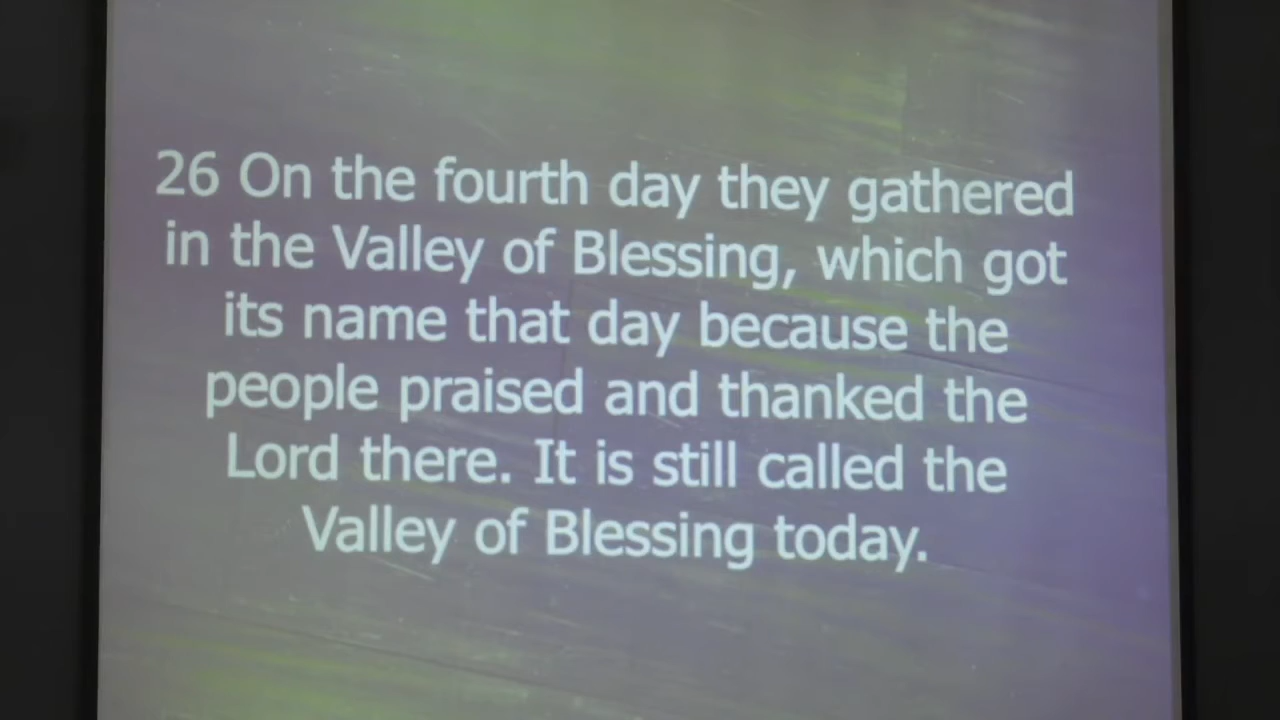 26 On the fourth day they gathered
in the Valley of Blessing, which got
its name that day because the
people praised and thanked the
Lord there. It is still called the
Valley of Blessing today.